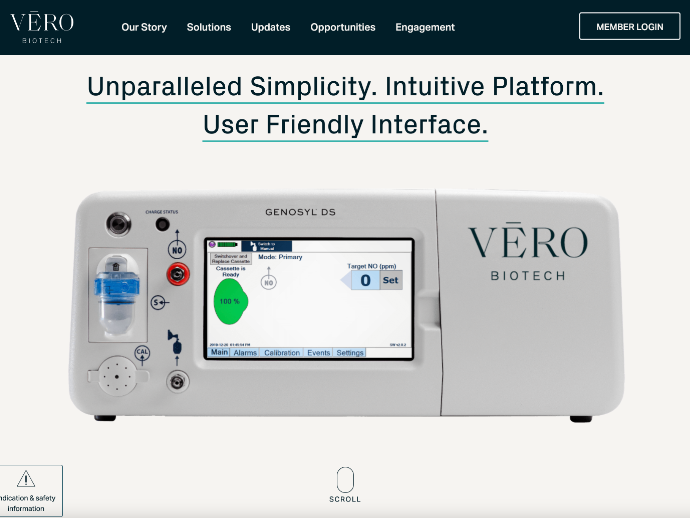 VĒRO
BIOTECH
Our Story Solutions Updates Opportunities Engagement
MEMBER LOGIN
Unparalleled Simplicity. Intuitive Platform.
User Friendly Interface.
CHARGE STATUS
GENOSYL DS
NO
Switch to
Manual
Switchover and
Replace Cassette
Mode: Primary
Cassette is
Ready
NO
Target NO (ppm)
0 Set
100 %
S
CAL
Main Alarms Calibration Events Settings
VĒRO
BIOTECH
ndication & safety
information
SCROLL